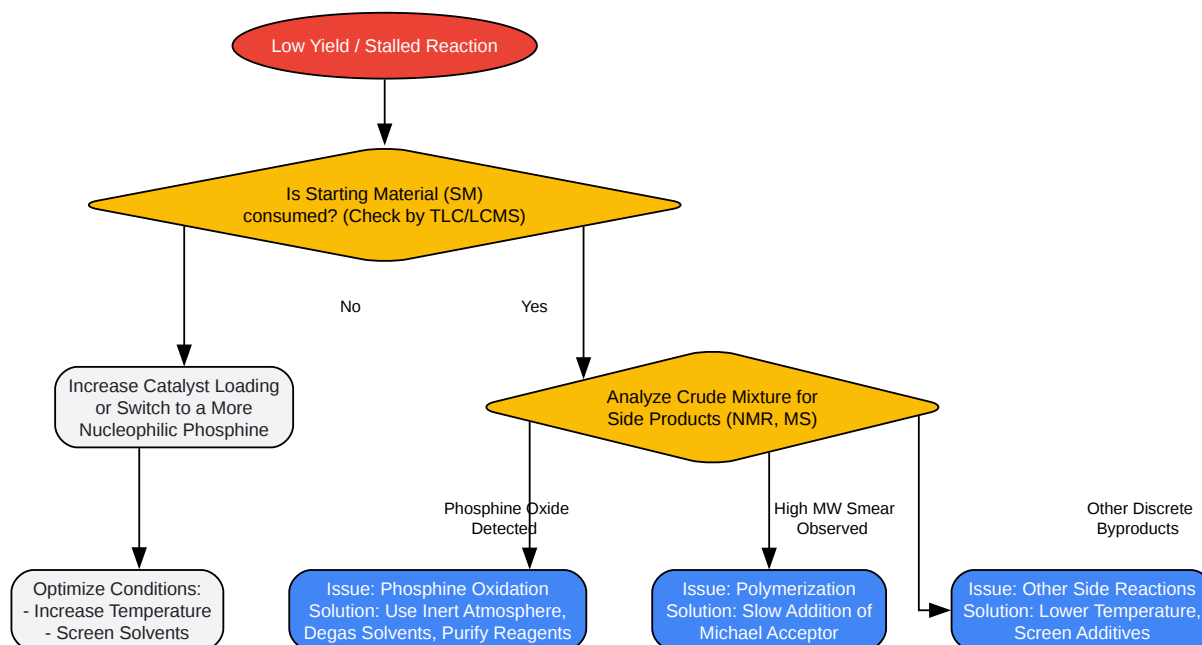 Low Yield / Stalled Reaction
Is Starting Material (SM)
consumed? (Check by TLC/LCMS)
No
Yes
Increase Catalyst Loading
or Switch to a More
Nucleophilic Phosphine
Analyze Crude Mixture for
Side Products (NMR, MS)
Phosphine Oxide
Detected
High MW Smear
Observed
Other Discrete
Byproducts
Optimize Conditions:
- Increase Temperature
- Screen Solvents
Issue: Phosphine Oxidation
Solution: Use Inert Atmosphere,
Degas Solvents, Purify Reagents
Issue: Polymerization
Solution: Slow Addition of
Michael Acceptor
Issue: Other Side Reactions
Solution: Lower Temperature,
Screen Additives